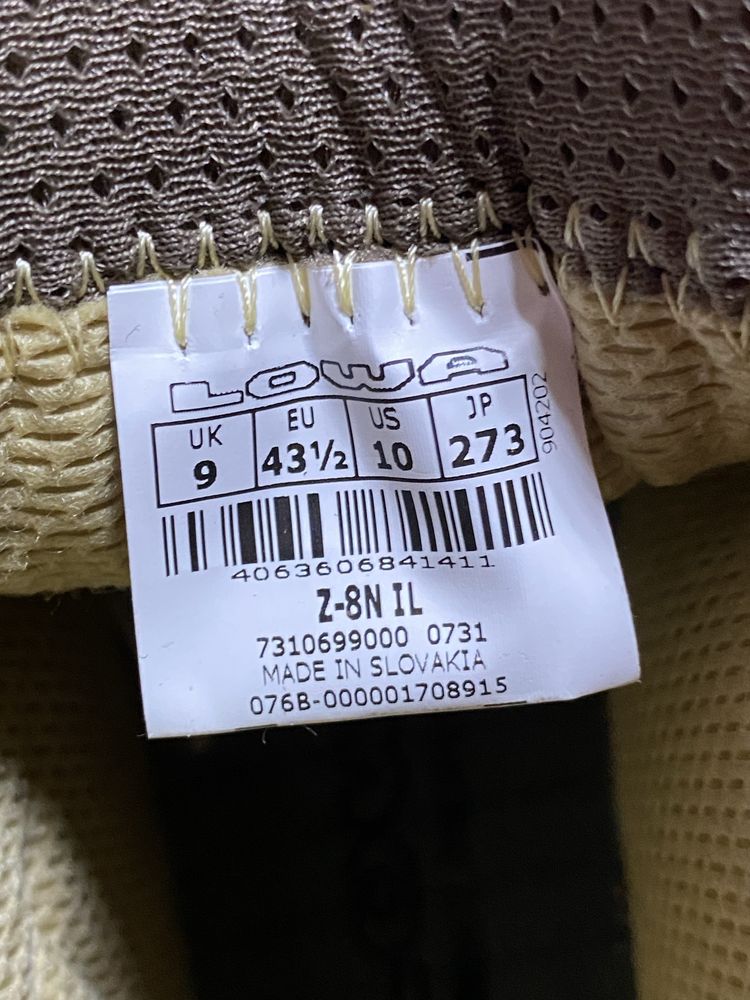 LOWA
UK EU US JP
9 43½ 10 273
904202
4063606841411
Z-8N IL
7310699000 0731
MADE IN SLOVAKIA
076B-000001708915